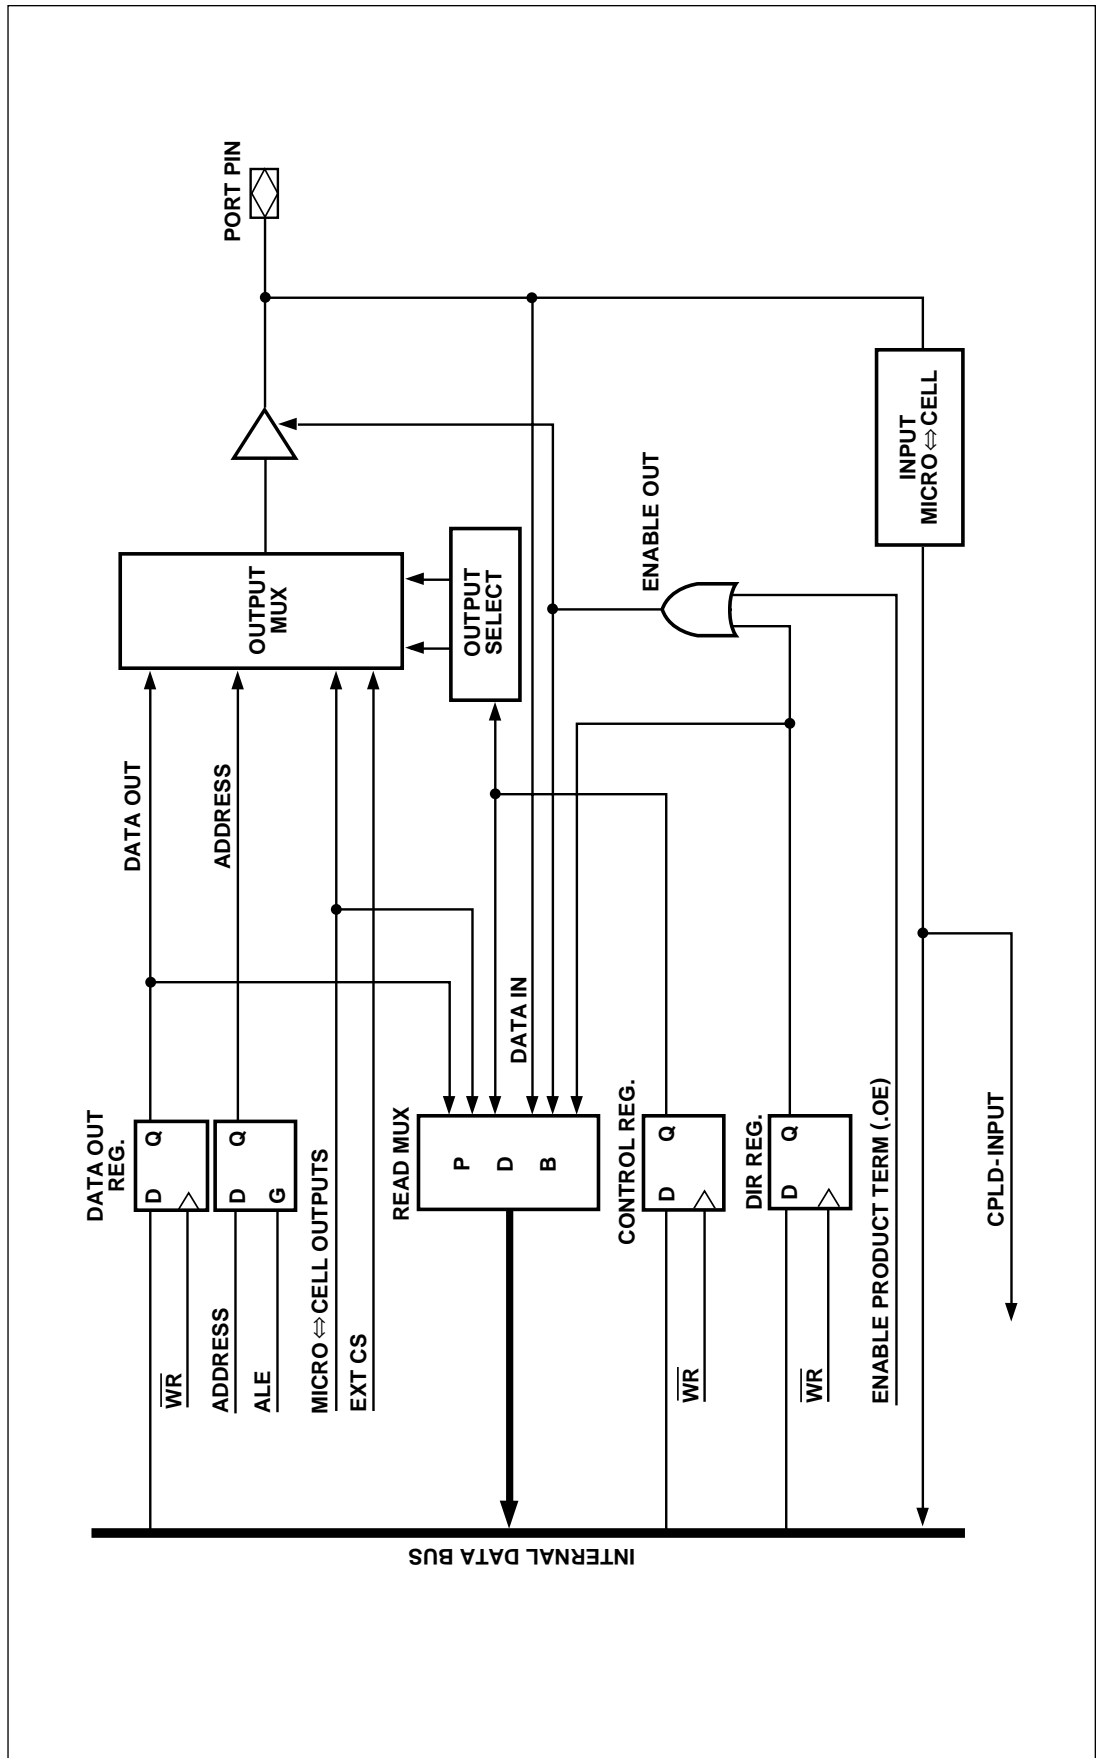 DATA OUT
REG.
D
Q
DATA OUT
WR
ADDRESS
D
Q
ADDRESS
ALE
G
MICRO⇔CELL OUTPUTS
EXT CS
OUTPUT
MUX
PORT PIN
READ MUX
P
D
B
DATA IN
OUTPUT
SELECT
INTERNAL DATA BUS
CONTROL REG.
D
Q
WR
ENABLE OUT
DIR REG.
D
Q
WR
ENABLE PRODUCT TERM (.OE)
INPUT
MICRO⇔CELL
CPLD-INPUT